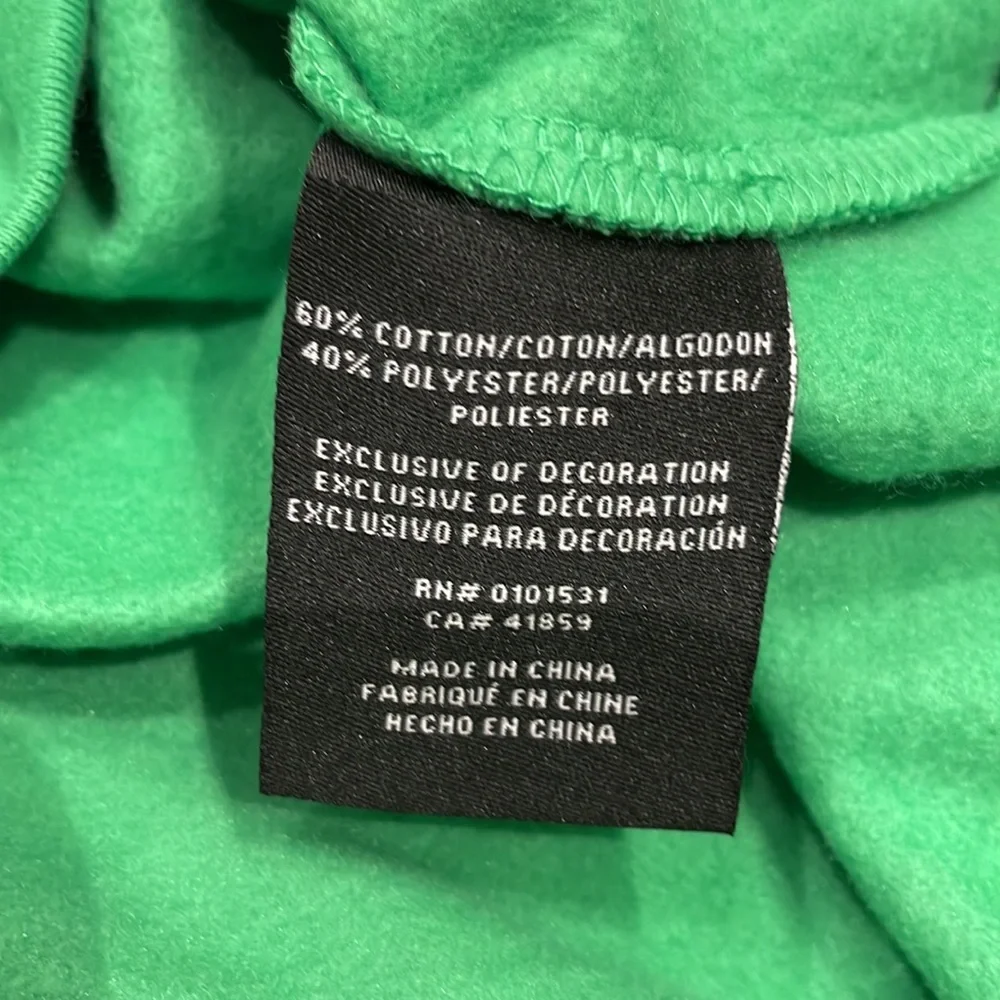 60% COTTON/COTON/ALGODON
40% POLYESTER/POLYESTER/
POLIESTER
EXCLUSIVE OF DECORATION
EXCLUSIVE DE DÉCORATION
EXCLUSIVO PARA DECORACIÓN
RN# 0101531
CA# 41859
MADE IN CHINA
FABRIQUÉ EN CHINE
HECHO EN CHINA